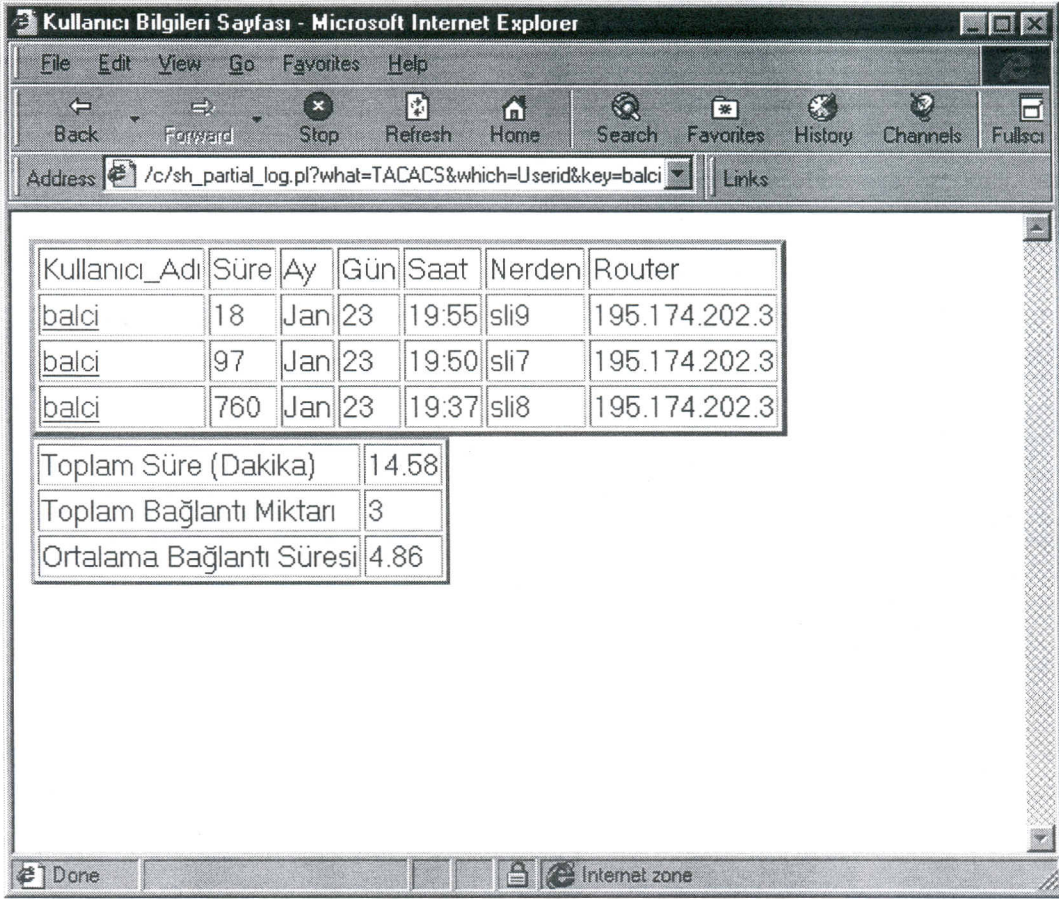 Kullanıcı Bilgileri Sayfası - Microsoft Internet Explorer
File Edit View Go Favorites Help
Back Forward Stop Refresh Home Search Favorites History Channels Fullscr
Address /c/sh_partial_log.pl?what=TACACS&which=Userid&key=balci Links
Kullanıcı_Adı Süre Ay Gün Saat Nerden Router
balci 18 Jan 23 19:55 sli9 195.174.202.3
balci 97 Jan 23 19:50 sli7 195.174.202.3
balci 760 Jan 23 19:37 sli8 195.174.202.3
Toplam Süre (Dakika) 14.58
Toplam Bağlantı Miktarı 3
Ortalama Bağlantı Süresi 4.86
Done Internet zone